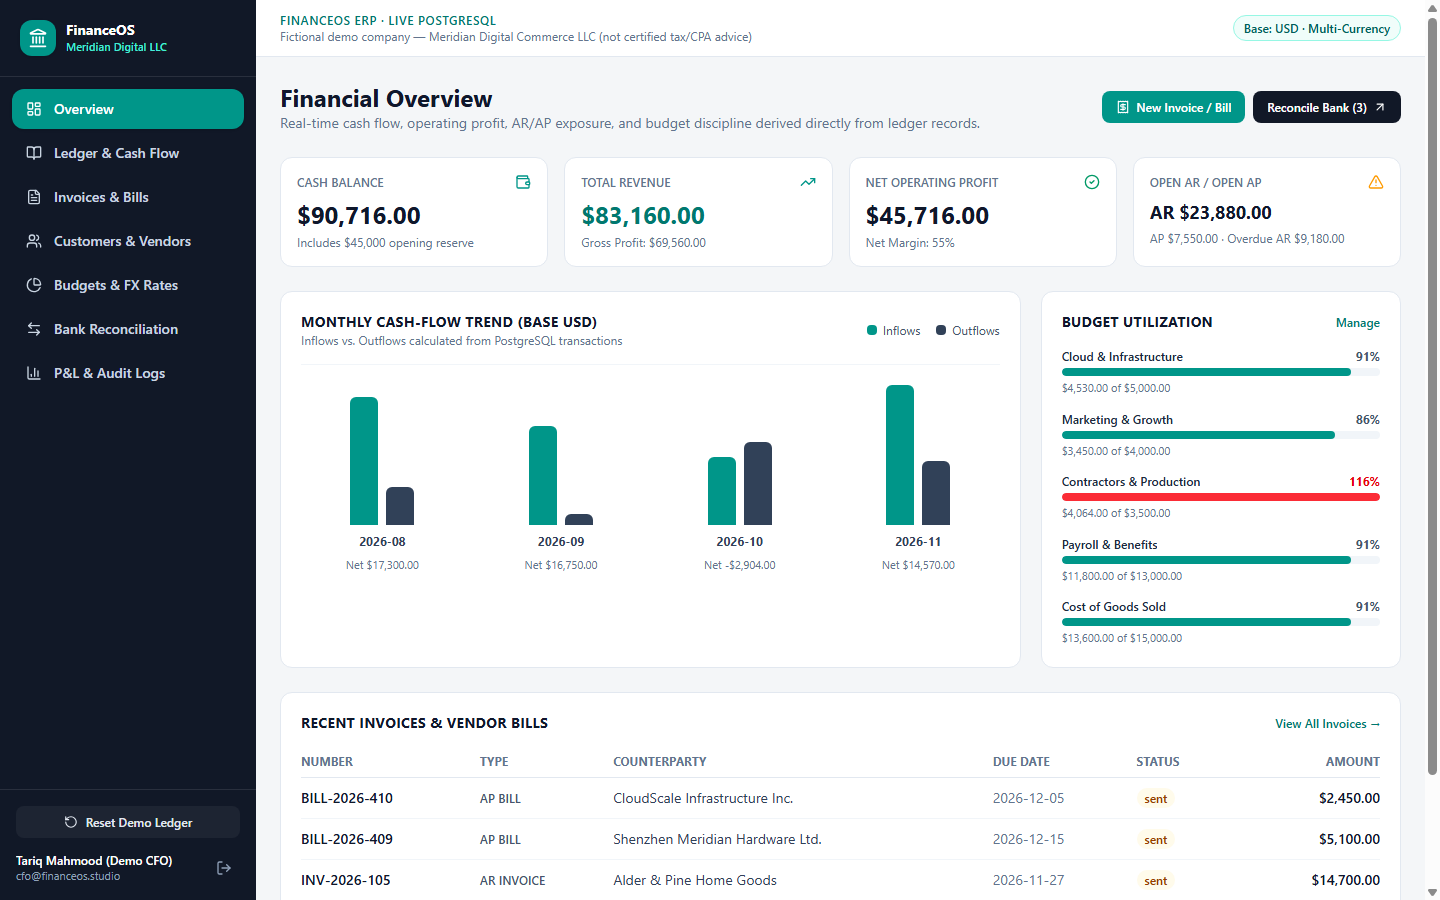 FinanceOS
Meridian Digital LLC
Overview
Ledger & Cash Flow
Invoices & Bills
Customers & Vendors
Budgets & FX Rates
Bank Reconciliation
P&L & Audit Logs
Reset Demo Ledger
Tariq Mahmood (Demo CFO)
cfo@financeos.studio
FINANCEOS ERP · LIVE POSTGRESQL
Fictional demo company — Meridian Digital Commerce LLC (not certified tax/CPA advice)
Base: USD · Multi-Currency
Financial Overview
Real-time cash flow, operating profit, AR/AP exposure, and budget discipline derived directly from ledger records.
New Invoice / Bill
Reconcile Bank (3)
CASH BALANCE
$90,716.00
Includes $45,000 opening reserve
TOTAL REVENUE
$83,160.00
Gross Profit: $69,560.00
NET OPERATING PROFIT
$45,716.00
Net Margin: 55%
OPEN AR / OPEN AP
AR $23,880.00
AP $7,550.00 · Overdue AR $9,180.00
MONTHLY CASH-FLOW TREND (BASE USD)
Inflows vs. Outflows calculated from PostgreSQL transactions
Inflows Outflows
2026-08 2026-09 2026-10 2026-11
Net $17,300.00 Net $16,750.00 Net -$2,904.00 Net $14,570.00
BUDGET UTILIZATION Manage
Cloud & Infrastructure 91%
$4,530.00 of $5,000.00
Marketing & Growth 86%
$3,450.00 of $4,000.00
Contractors & Production 116%
$4,064.00 of $3,500.00
Payroll & Benefits 91%
$11,800.00 of $13,000.00
Cost of Goods Sold 91%
$13,600.00 of $15,000.00
RECENT INVOICES & VENDOR BILLS View All Invoices →
NUMBER TYPE COUNTERPARTY DUE DATE STATUS AMOUNT
BILL-2026-410 AP BILL CloudScale Infrastructure Inc. 2026-12-05 sent $2,450.00
BILL-2026-409 AP BILL Shenzhen Meridian Hardware Ltd. 2026-12-15 sent $5,100.00
INV-2026-105 AR INVOICE Alder & Pine Home Goods 2026-11-27 sent $14,700.00